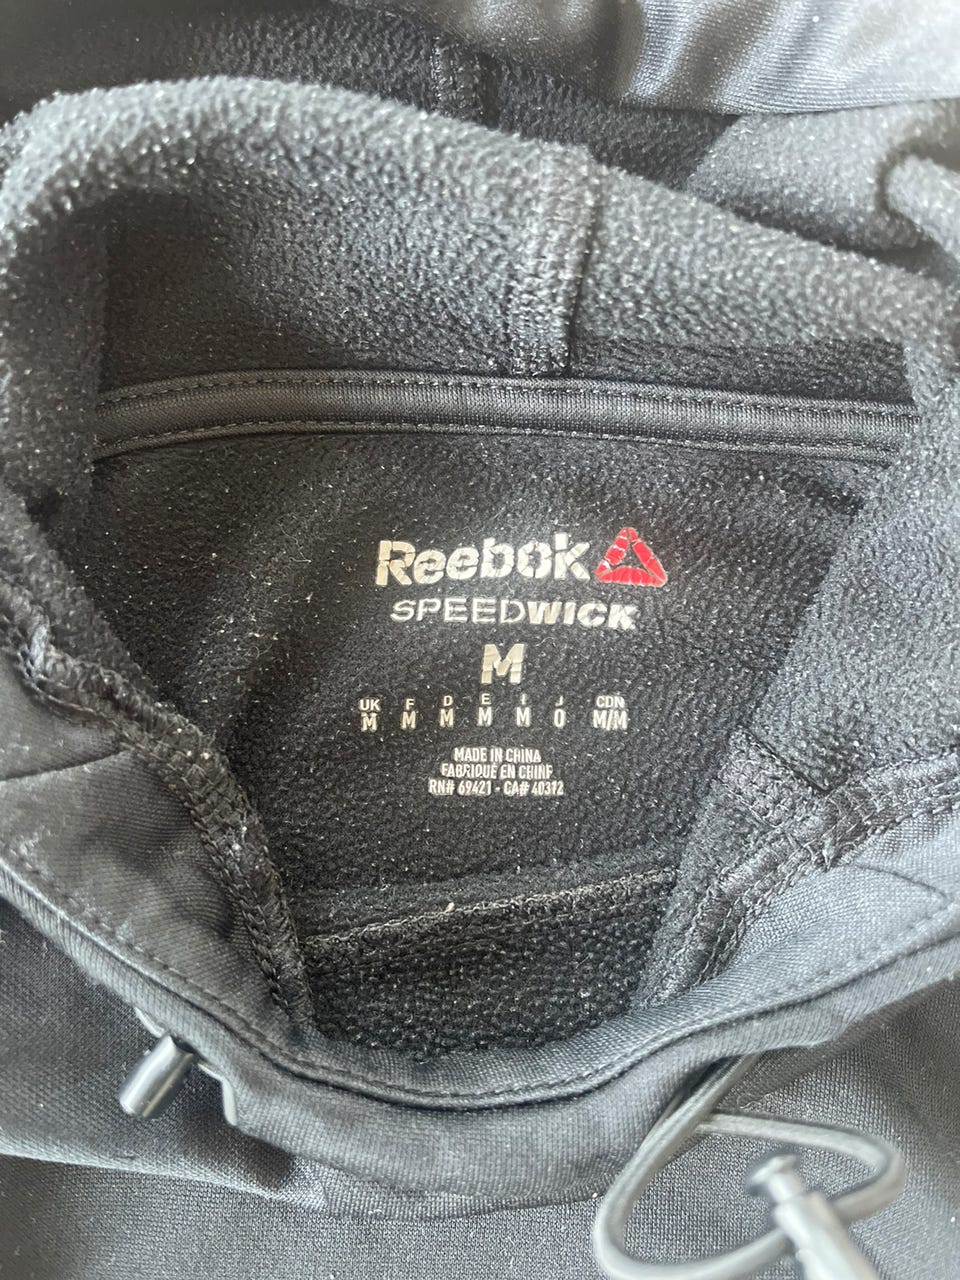 Reebok
SPEEDWICK
M
UK F D E I J CDN
M M M M M O M/M
MADE IN CHINA
FABRIQUÉ EN CHINE
RN# 69421 - CA# 40312